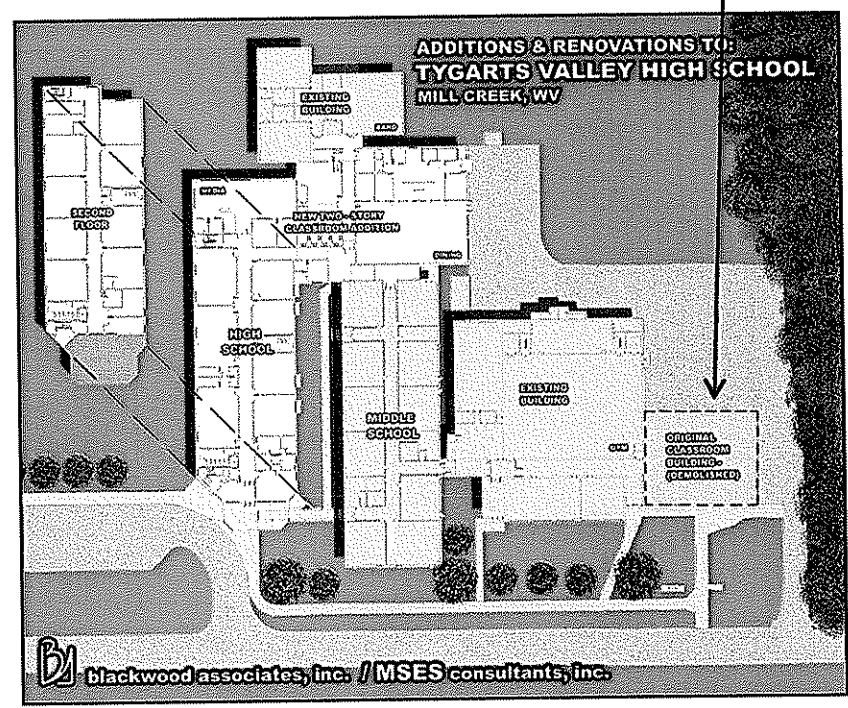 ADDITIONS & RENOVATIONS TO:
TYGARTS VALLEY HIGH SCHOOL
MILL CREEK, WV
EXISTING
BUILDING
BAND
SECOND
FLOOR
MEDIA
NEW TWO-STORY
CLASSROOM ADDITION
DINING
HIGH
SCHOOL
MIDDLE
SCHOOL
EXISTING
BUILDING
GYM
ORIGINAL
CLASSROOM
BUILDING -
(DEMOLISHED)
BA
blackwood associates, inc. / MSES consultants, inc.